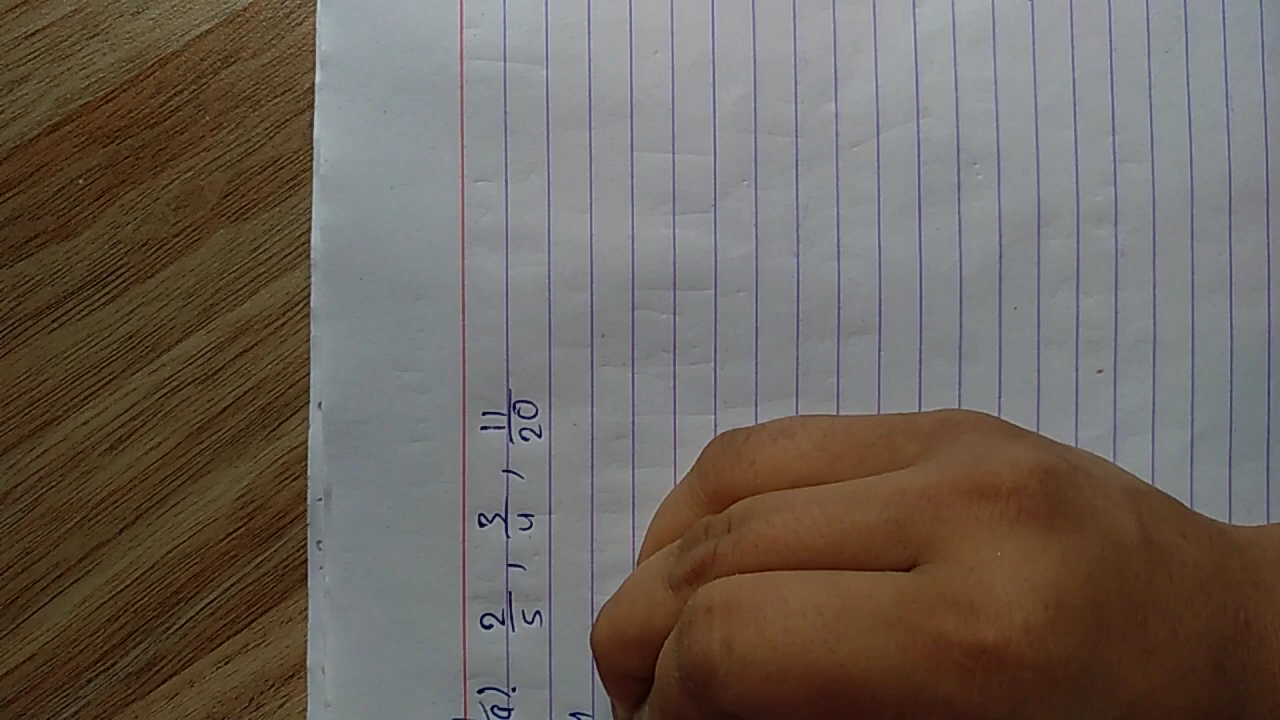 a). 2/5, 3/4, 11/20